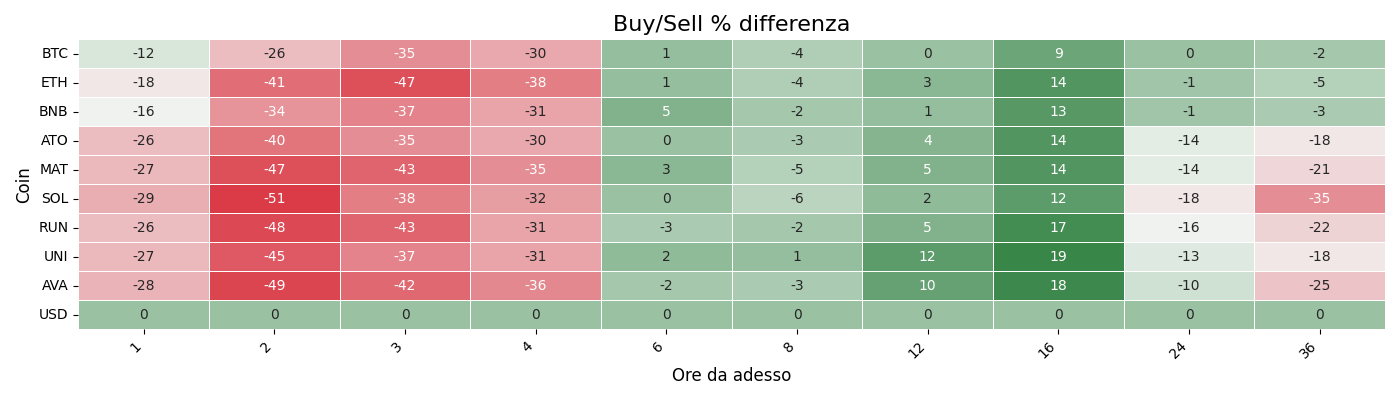 Buy/Sell % differenza
Coin
BTC -12 -26 -35 -30 1 -4 0 9 0 -2
ETH -18 -41 -47 -38 1 -4 3 14 -1 -5
BNB -16 -34 -37 -31 5 -2 1 13 -1 -3
ATO -26 -40 -35 -30 0 -3 4 14 -14 -18
MAT -27 -47 -43 -35 3 -5 5 14 -14 -21
SOL -29 -51 -38 -32 0 -6 2 12 -18 -35
RUN -26 -48 -43 -31 -3 -2 5 17 -16 -22
UNI -27 -45 -37 -31 2 1 12 19 -13 -18
AVA -28 -49 -42 -36 -2 -3 10 18 -10 -25
USD 0 0 0 0 0 0 0 0 0 0
1 2 3 4 6 8 12 16 24 36
Ore da adesso